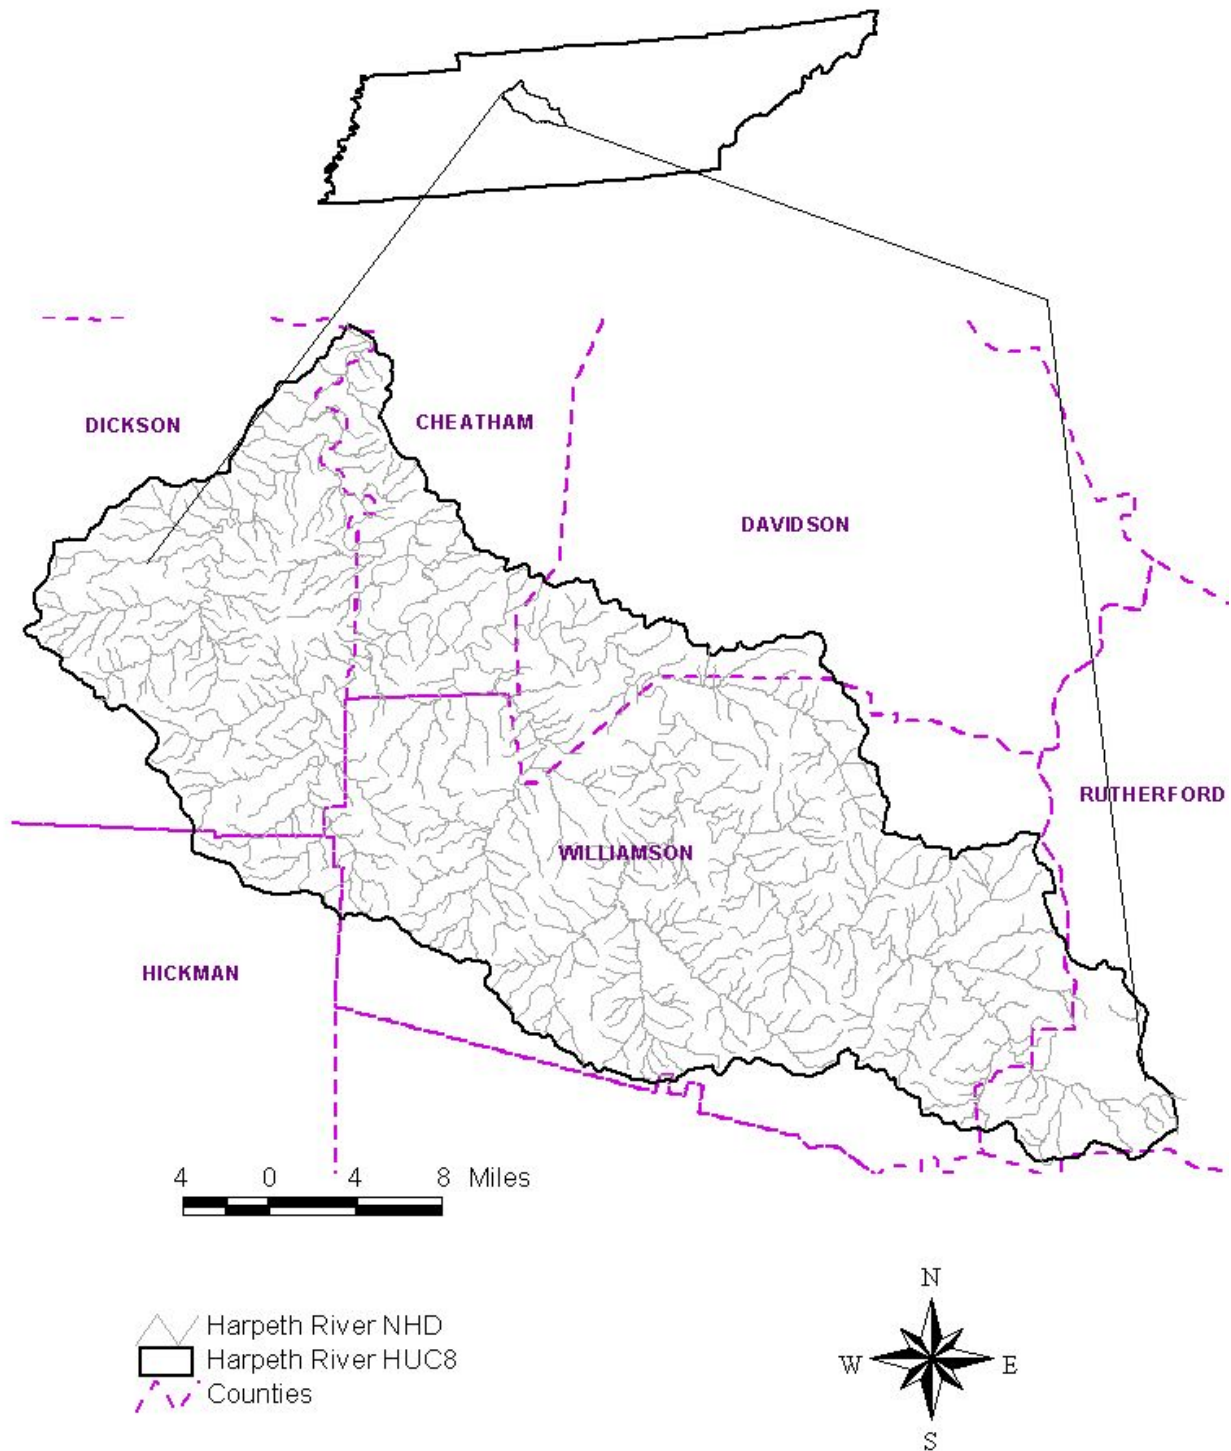 DICKSON
CHEATHAM
DAVIDSON
RUTHERFORD
WILLIAMSON
HICKMAN
4 0 4 8 Miles
Harpeth River NHD
Harpeth River HUC8
Counties
N
W E
S